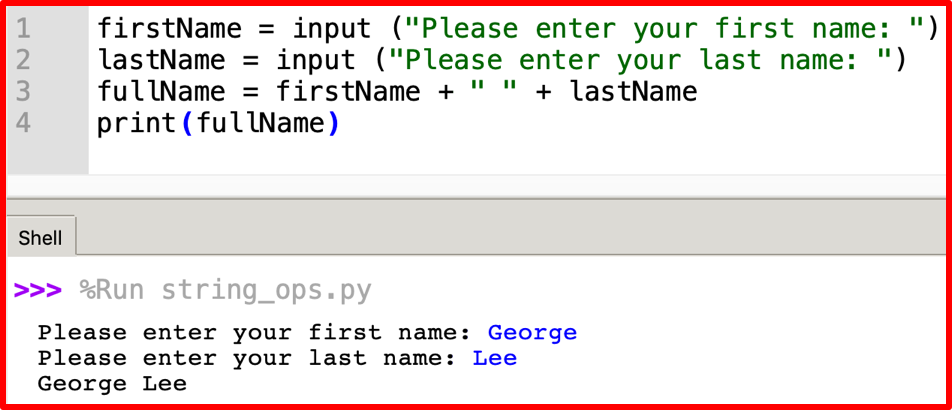 1 firstName = input ("Please enter your first name: ")
2 lastName = input ("Please enter your last name: ")
3 fullName = firstName + " " + lastName
4 print(fullName)
Shell
>>> %Run string_ops.py
Please enter your first name: George
Please enter your last name: Lee
George Lee